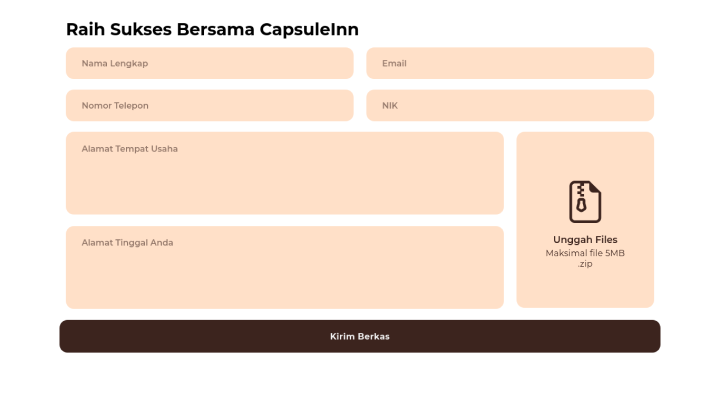 Raih Sukses Bersama CapsuleInn
Nama Lengkap
Email
Nomor Telepon
NIK
Alamat Tempat Usaha
Alamat Tinggal Anda
Unggah Files
Maksimal file 5MB
.zip
Kirim Berkas